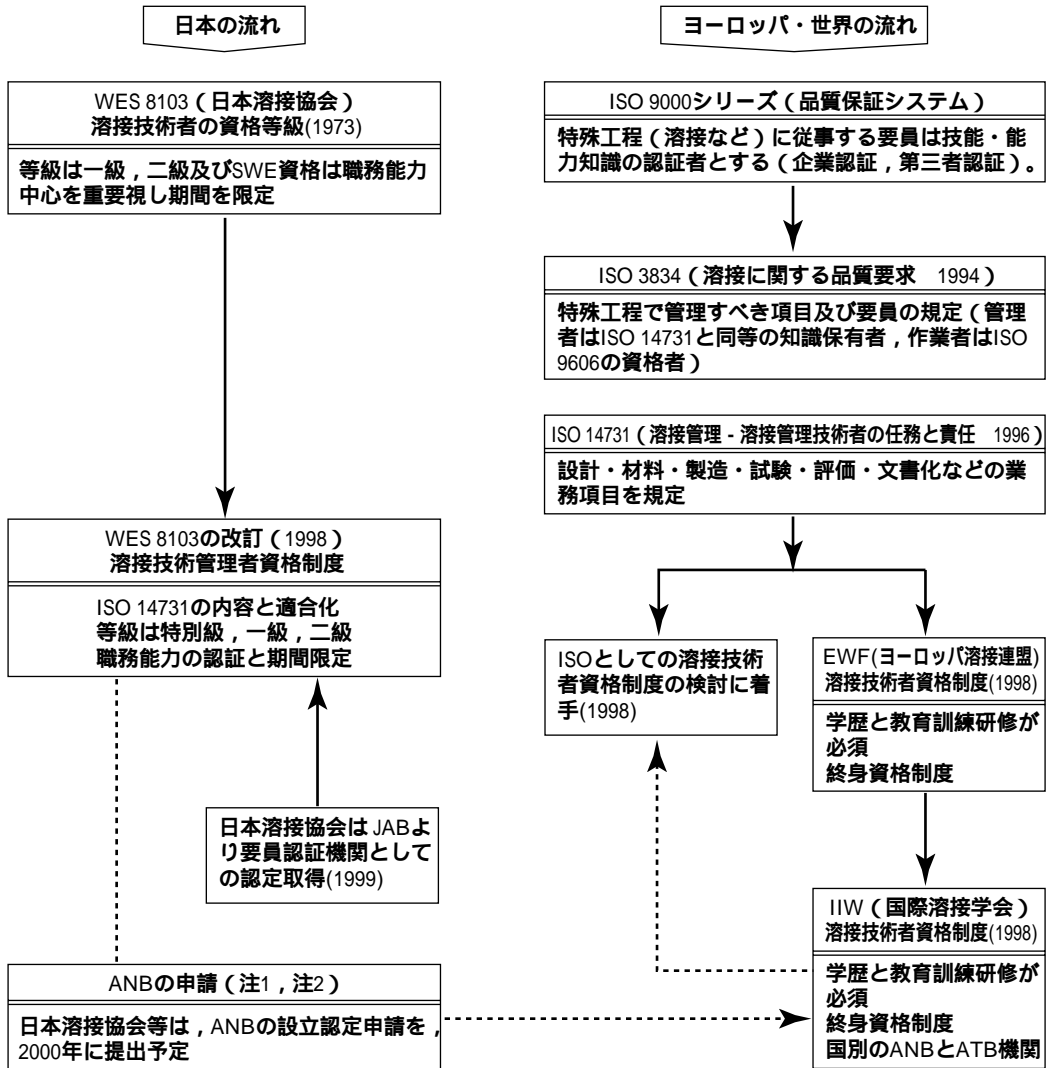 日本の流れ
WES 8103(日本溶接協会)
溶接技術者の資格等級(1973)
等級は一級,二級及びSWE資格は職務能力
中心を重要視し期間を限定
WES 8103の改訂(1998)
溶接技術管理者資格制度
ISO 14731の内容と適合化
等級は特別級,一級,二級
職務能力の認証と期間限定
日本溶接協会は JABよ
り要員認証機関として
の認定取得(1999)
ANBの申請(注1,注2)
日本溶接協会等は,ANBの設立認定申請を,
2000年に提出予定
ヨーロッパ・世界の流れ
ISO 9000シリーズ(品質保証システム)
特殊工程(溶接など)に従事する要員は技能・能
力知識の認証者とする(企業認証,第三者認証)。
ISO 3834(溶接に関する品質要求 1994)
特殊工程で管理すべき項目及び要員の規定(管理
者はISO 14731と同等の知識保有者,作業者はISO
9606の資格者)
ISO 14731(溶接管理 - 溶接管理技術者の任務と責任 1996)
設計・材料・製造・試験・評価・文書化などの業
務項目を規定
ISOとしての溶接技術
者資格制度の検討に着
手(1998)
EWF(ヨーロッパ溶接連盟)
溶接技術者資格制度(1998)
学歴と教育訓練研修が
必須
終身資格制度
IIW(国際溶接学会)
溶接技術者資格制度(1998)
学歴と教育訓練研修が
必須
終身資格制度
国別のANBとATB機関